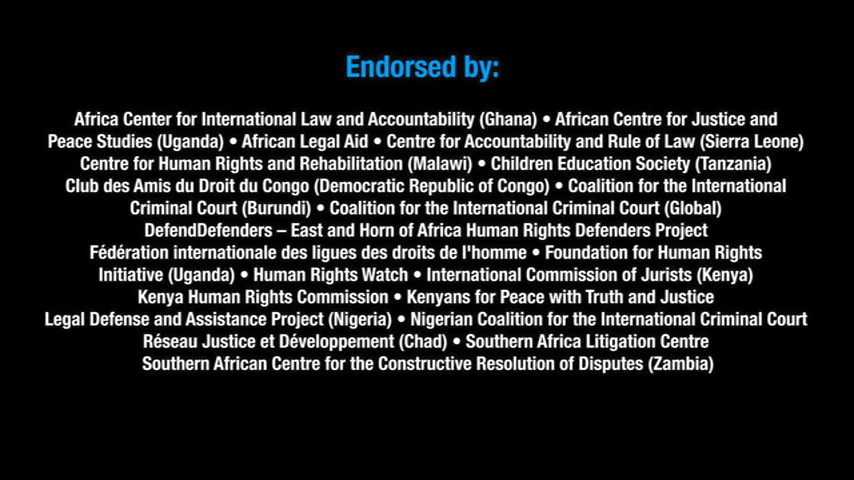 Endorsed by:
Africa Center for International Law and Accountability (Ghana) • African Centre for Justice and
Peace Studies (Uganda) • African Legal Aid • Centre for Accountability and Rule of Law (Sierra Leone)
Centre for Human Rights and Rehabilitation (Malawi) • Children Education Society (Tanzania)
Club des Amis du Droit du Congo (Democratic Republic of Congo) • Coalition for the International
Criminal Court (Burundi) • Coalition for the International Criminal Court (Global)
DefendDefenders – East and Horn of Africa Human Rights Defenders Project
Fédération internationale des ligues des droits de l'homme • Foundation for Human Rights
Initiative (Uganda) • Human Rights Watch • International Commission of Jurists (Kenya)
Kenya Human Rights Commission • Kenyans for Peace with Truth and Justice
Legal Defense and Assistance Project (Nigeria) • Nigerian Coalition for the International Criminal Court
Réseau Justice et Développement (Chad) • Southern Africa Litigation Centre
Southern African Centre for the Constructive Resolution of Disputes (Zambia)